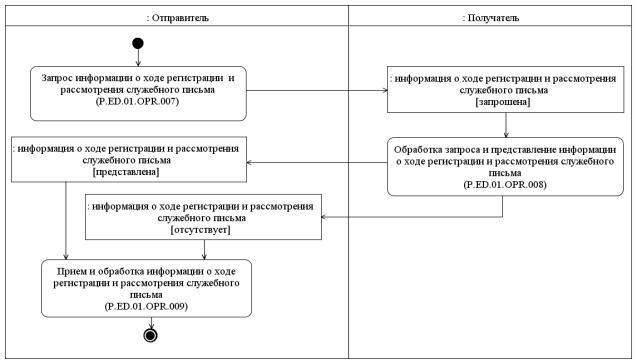 : Отправитель
: Получатель
Запрос информации о ходе регистрации и
рассмотрения служебного письма
(P.ED.01.OPR.007)
: информация о ходе регистрации и рассмотрения
служебного письма
[запрошена]
: информация о ходе регистрации и рассмотрения
служебного письма
[представлена]
Обработка запроса и представление информации
о ходе регистрации и рассмотрения служебного
письма
(P.ED.01.OPR.008)
: информация о ходе регистрации и рассмотрения
служебного письма
[отсутствует]
Прием и обработка информации о ходе
регистрации и рассмотрения служебного
письма
(P.ED.01.OPR.009)